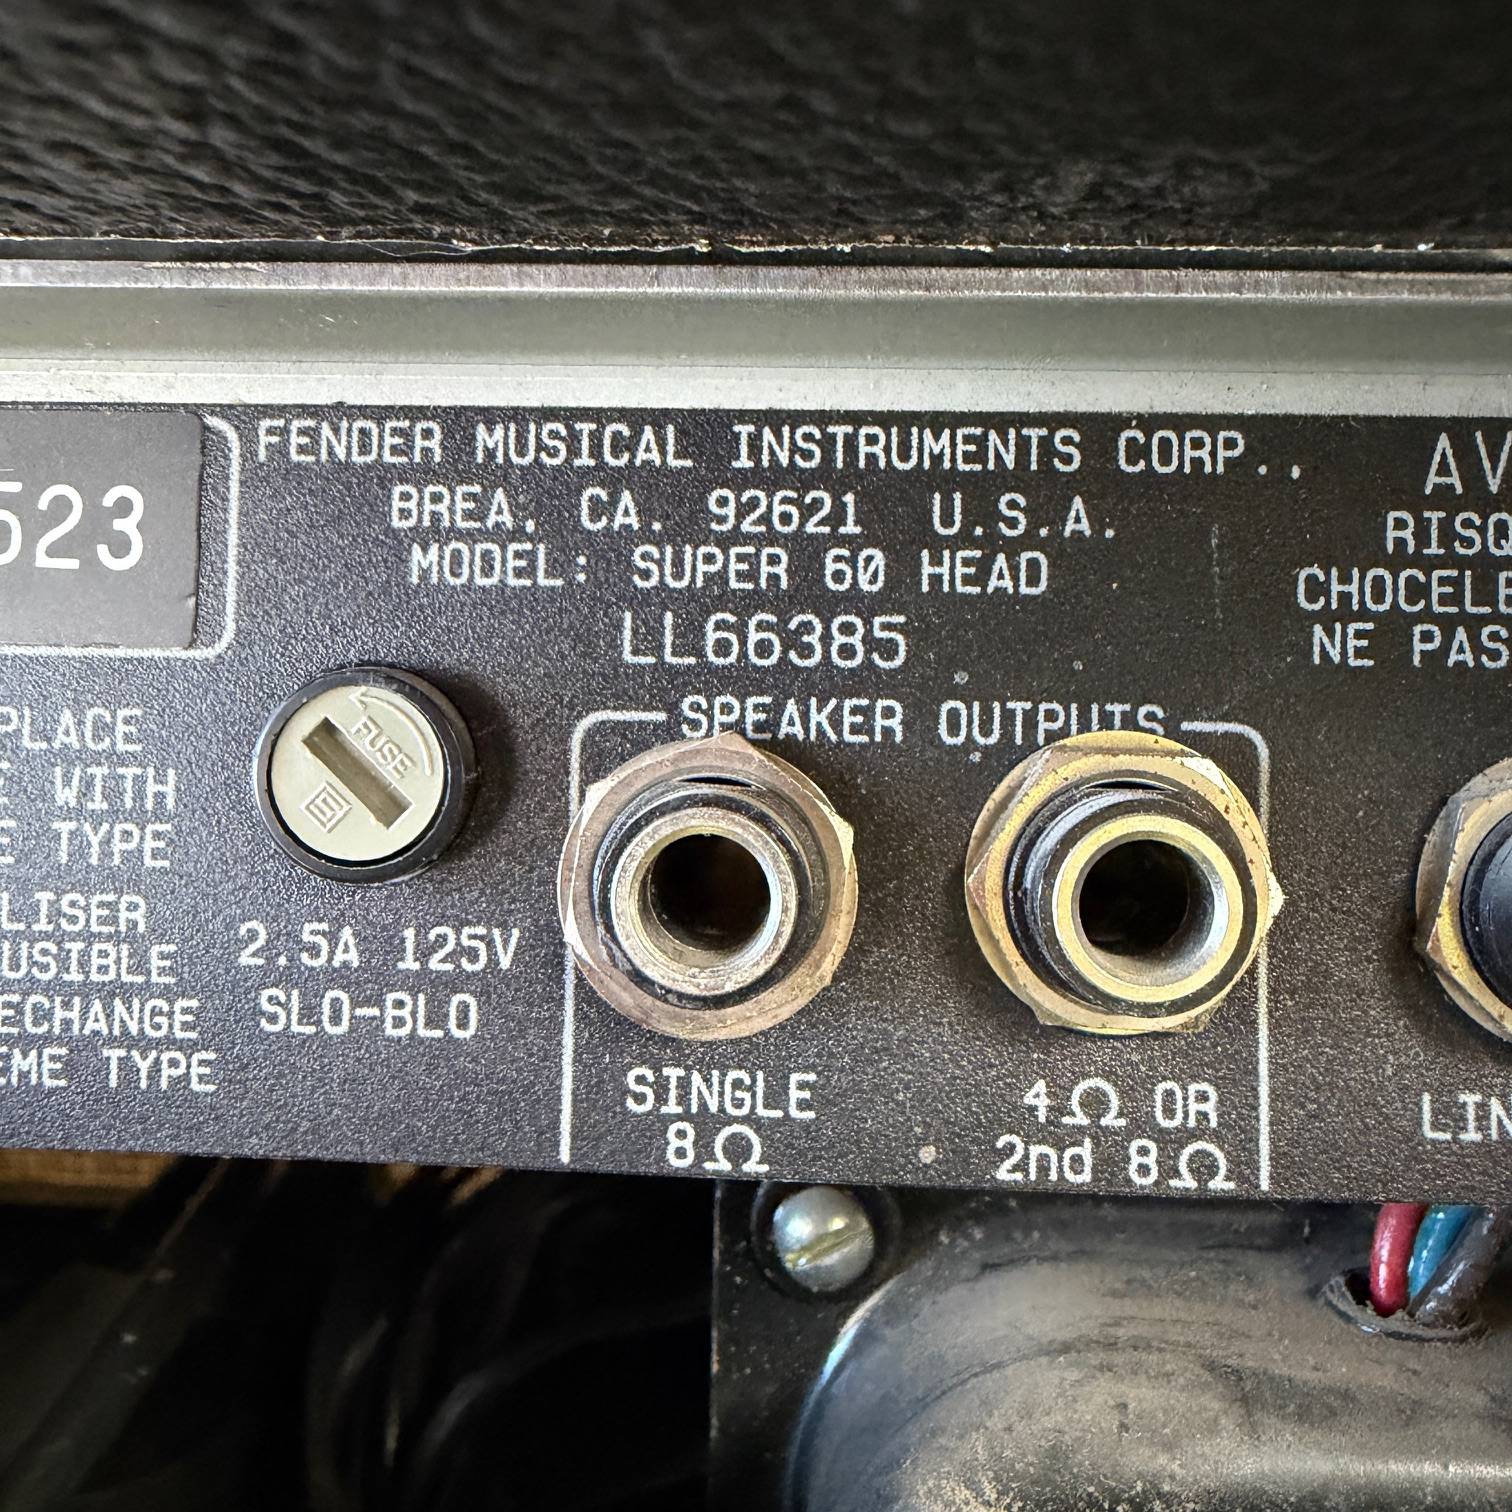 523
FENDER MUSICAL INSTRUMENTS CORP.,
BREA, CA. 92621 U.S.A.
MODEL: SUPER 60 HEAD
LL66385
PLACE
WITH
TYPE
FUSE
2.5A 125V
SLO-BLO
LISER
USIBLE
ECHANGE
EME TYPE
SPEAKER OUTPUTS
SINGLE
8Ω
4Ω OR
2nd 8Ω
AV
RISQ
CHOCELE
NE PAS
LIN